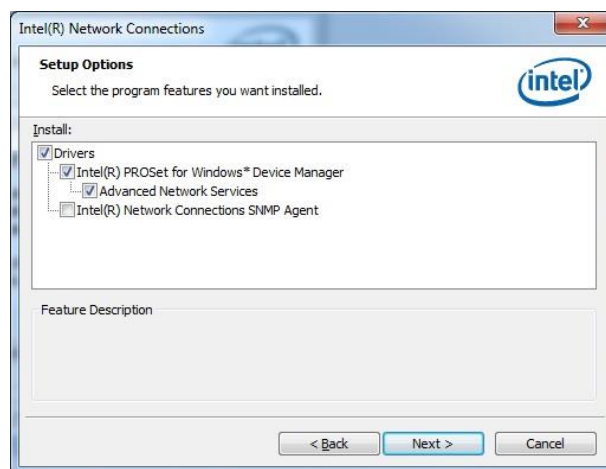 Intel(R) Network Connections
Setup Options
Select the program features you want installed.
intel
Install:
Drivers
Intel(R) PROSet for Windows* Device Manager
Advanced Network Services
Intel(R) Network Connections SNMP Agent
Feature Description
< Back
Next >
Cancel